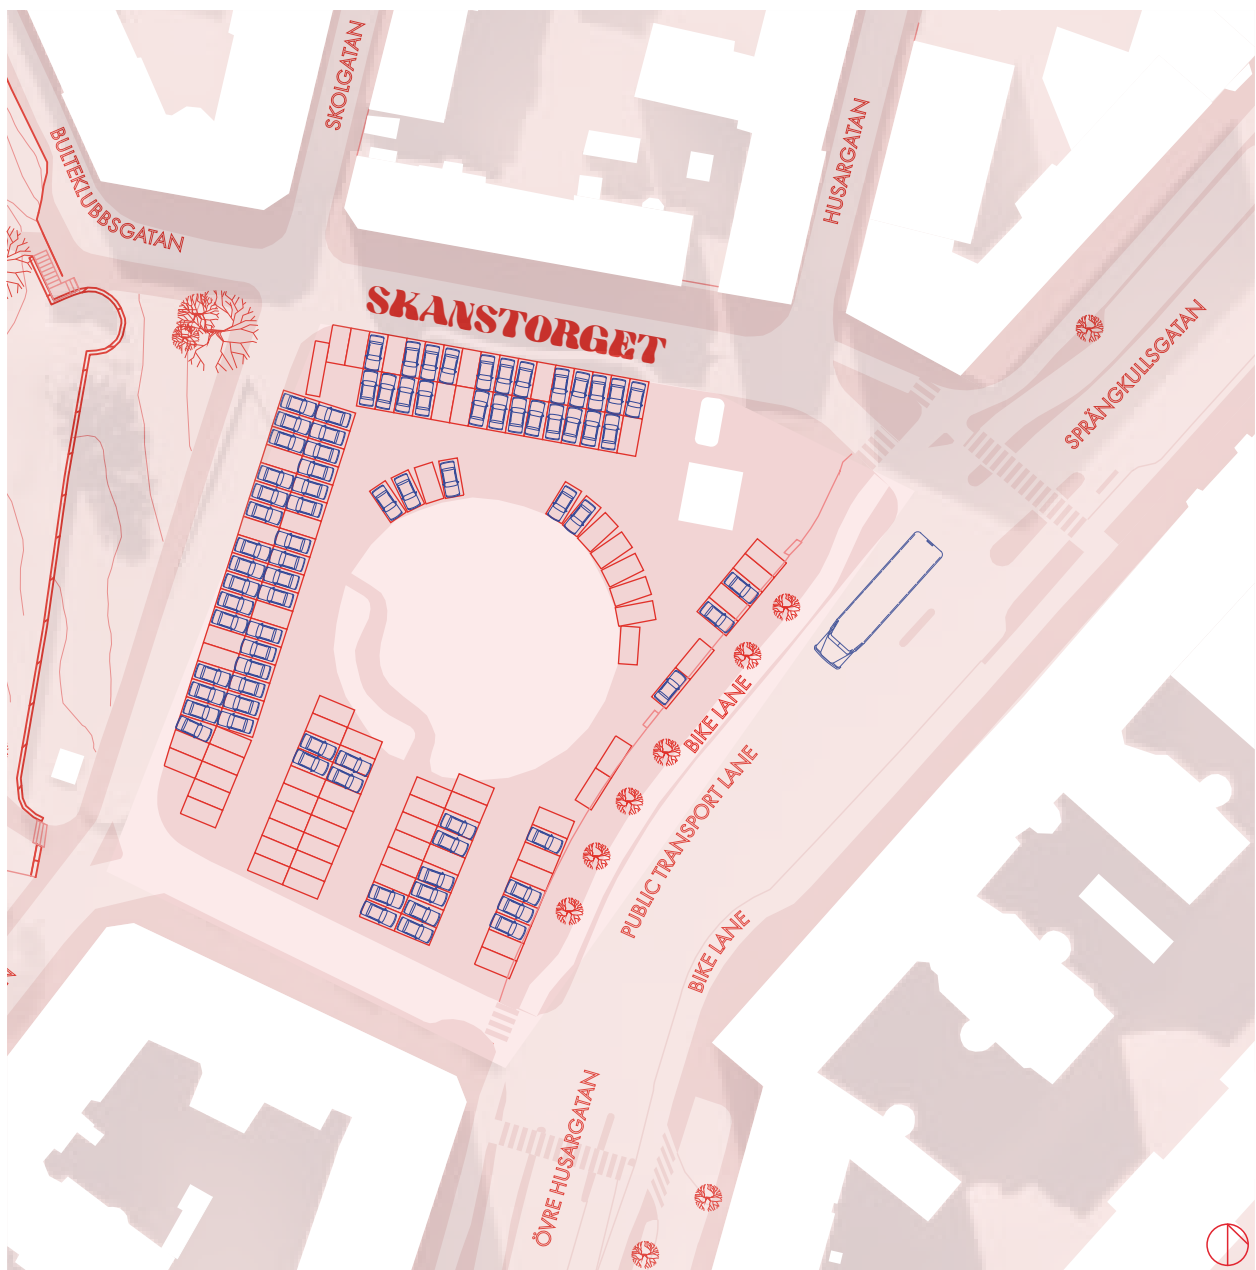 SKOLGATAN
HUSARGATAN
BULTEKLUBBSGATAN
SKANSTORGET
SPRÄNGKULLSGATAN
BIKE LANE
PUBLIC TRANSPORT LANE
BIKE LANE
ÖVRE HUSARGATAN